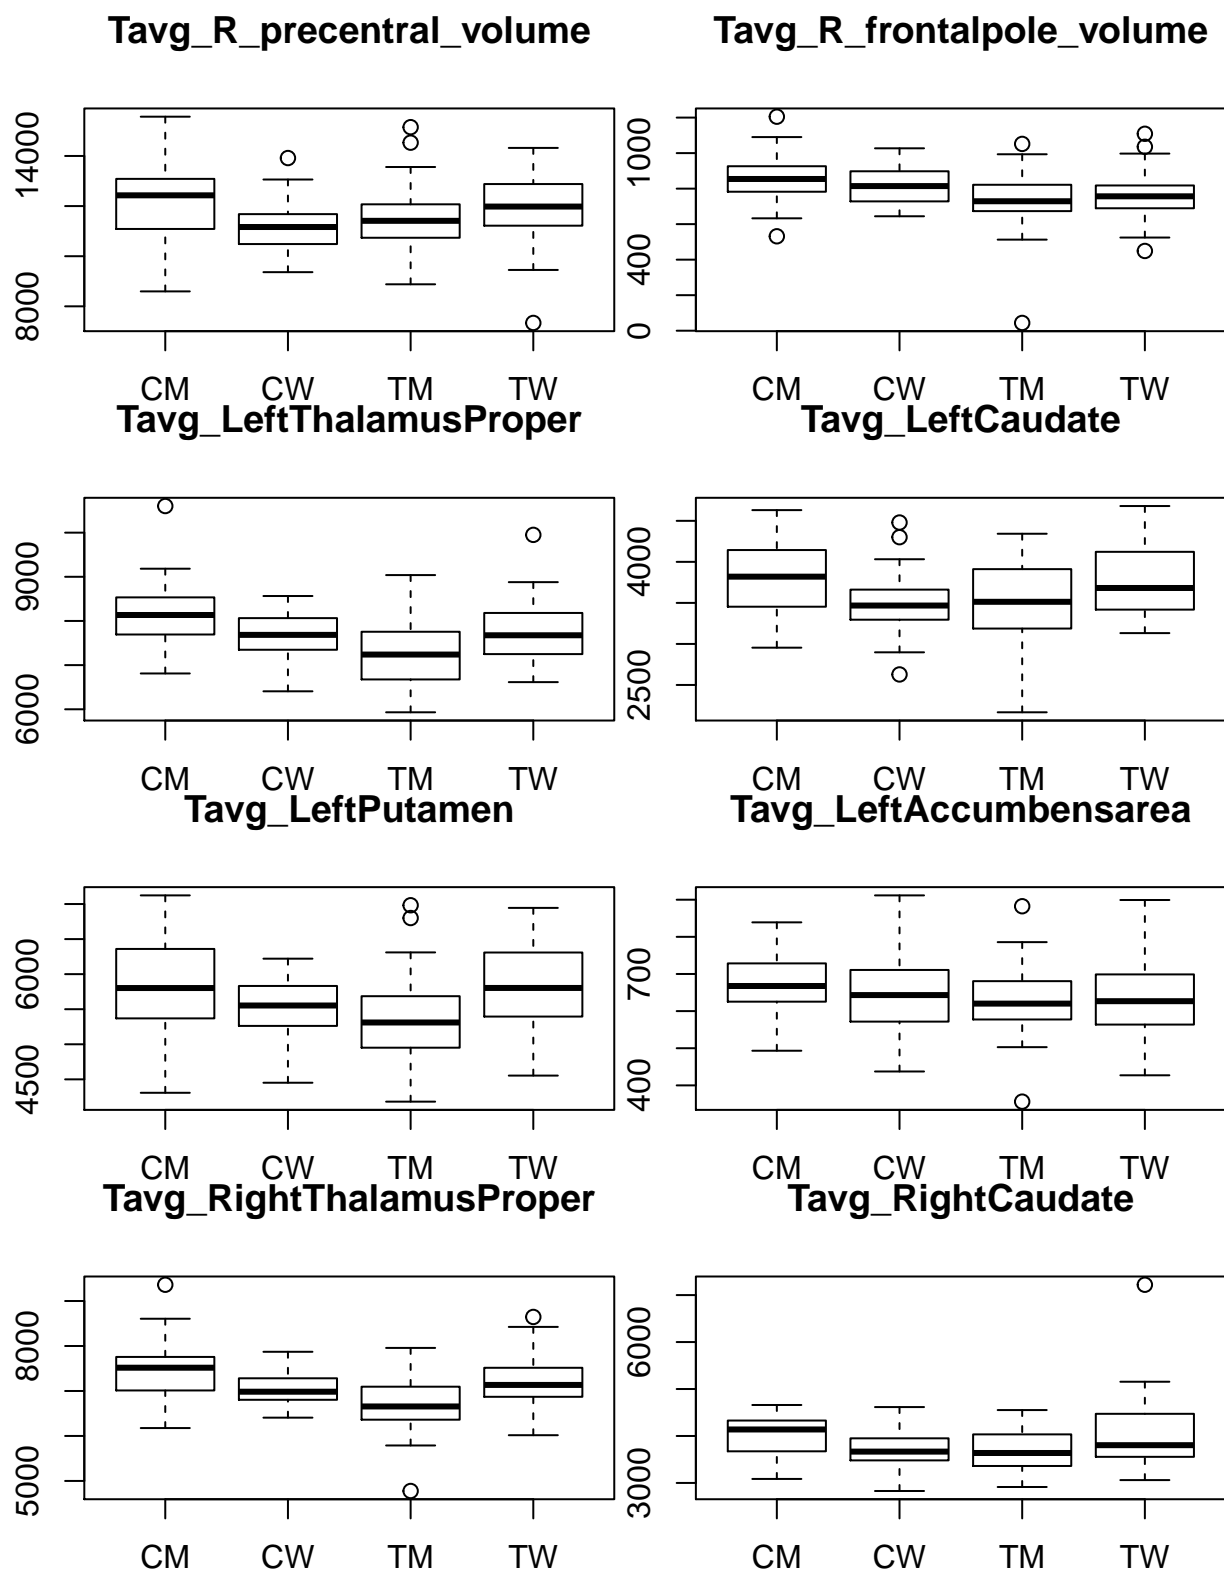 Tavg_R_precentral_volume
8000 14000
CM CW TM TW
Tavg_R_frontalpole_volume
0 400 1000
CM CW TM TW
Tavg_LeftThalamusProper
6000 9000
CM CW TM TW
Tavg_LeftCaudate
2500 4000
CM CW TM TW
Tavg_LeftPutamen
4500 6000
CM CW TM TW
Tavg_LeftAccumbensarea
400 700
CM CW TM TW
Tavg_RightThalamusProper
5000 8000
CM CW TM TW
Tavg_RightCaudate
3000 6000
CM CW TM TW